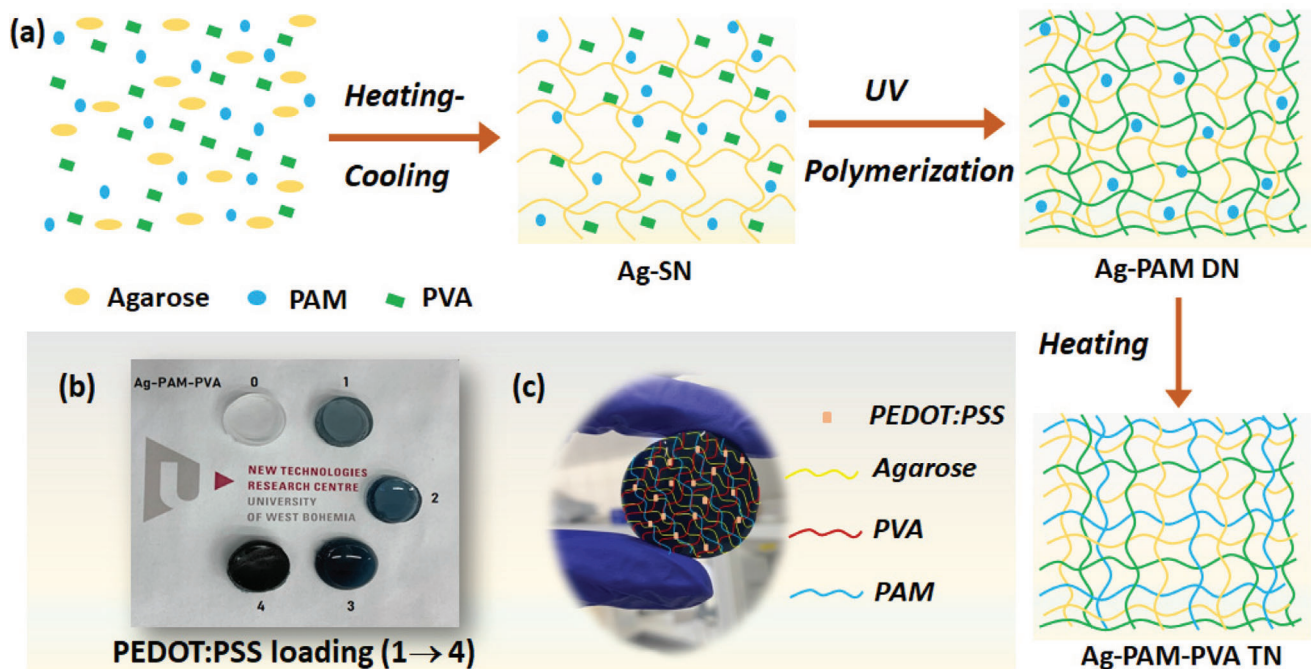 (a)
Heating-
Cooling
UV
Polymerization
Ag-SN
Ag-PAM DN
Agarose
PAM
PVA
Heating
(b)
Ag-PAM-PVA
0
1
2
3
4
NEW TECHNOLOGIES
RESEARCH CENTRE
UNIVERSITY
OF WEST BOHEMIA
PEDOT:PSS loading (1→4)
(c)
PEDOT:PSS
Agarose
PVA
PAM
Ag-PAM-PVA TN